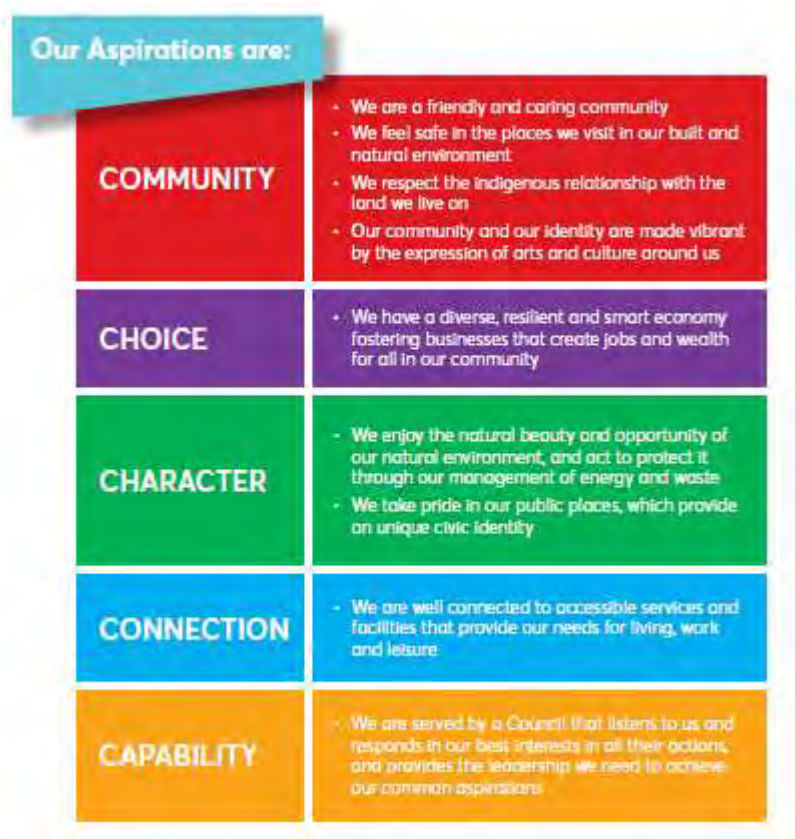 Our Aspirations are:
COMMUNITY
• We are a friendly and caring community
• We feel safe in the places we visit in our built and
natural environment
• We respect the indigenous relationship with the
land we live on
• Our community and our identity are made vibrant
by the expression of arts and culture around us
CHOICE
• We have a diverse, resilient and smart economy
fostering businesses that create jobs and wealth
for all in our community
CHARACTER
• We enjoy the natural beauty and opportunity of
our natural environment, and act to protect it
through our management of energy and waste
• We take pride in our public places, which provide
an unique civic identity
CONNECTION
• We are well connected to accessible services and
facilities that provide our needs for living, work
and leisure
CAPABILITY
• We are served by a Council that listens to us and
responds in our best interests in all their actions,
and provides the leadership we need to achieve
our common aspirations